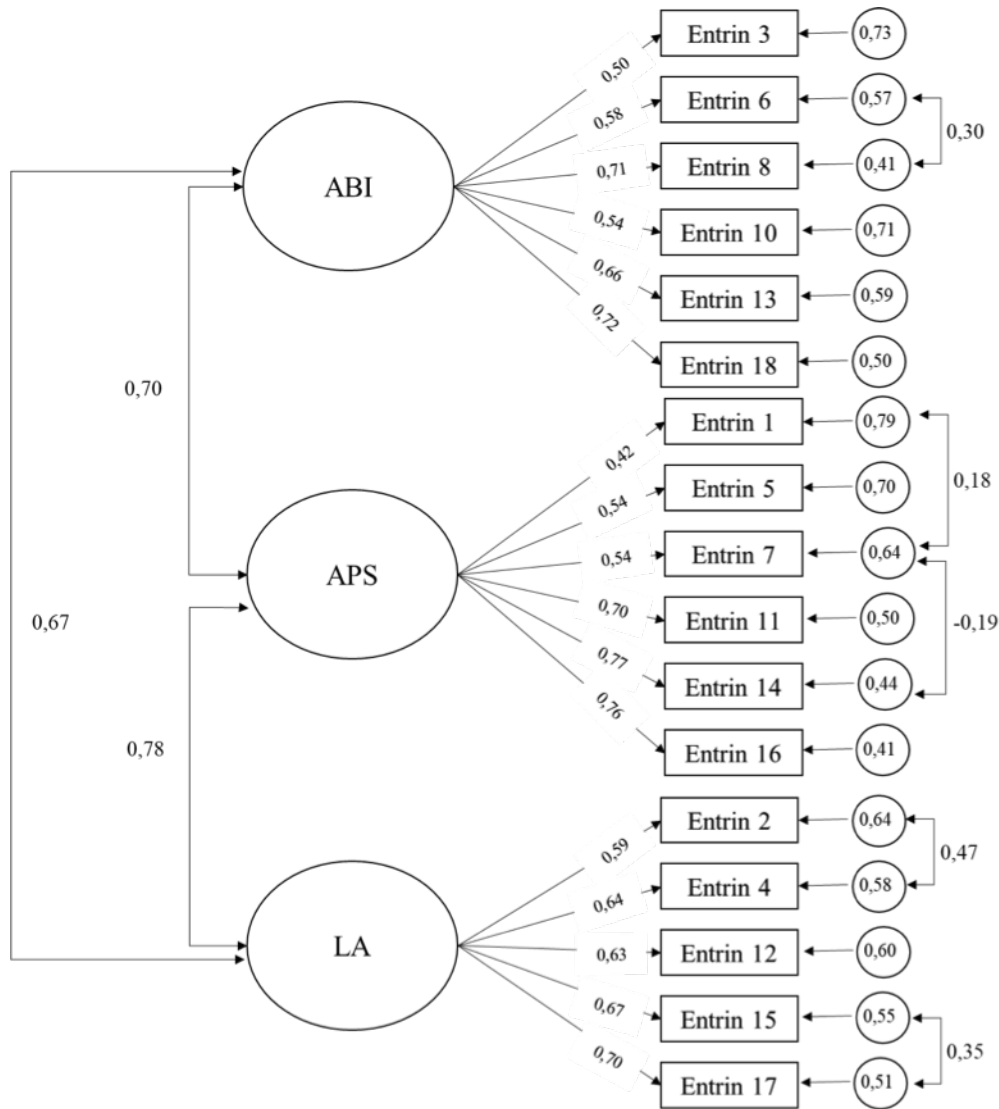 0,50 Entrin 3 0,73
0,58 Entrin 6 0,57
0,30
ABI 0,71 Entrin 8 0,41
0,54 Entrin 10 0,71
0,66 Entrin 13 0,59
0,72 Entrin 18 0,50
0,70
0,42 Entrin 1 0,79
0,54 Entrin 5 0,70 0,18
APS 0,54 Entrin 7 0,64
0,67 0,70 Entrin 11 0,50 -0,19
0,77 Entrin 14 0,44
0,78 0,76 Entrin 16 0,41
0,59 Entrin 2 0,64
0,47
0,64 Entrin 4 0,58
LA 0,63 Entrin 12 0,60
0,67 Entrin 15 0,55
0,35
0,70 Entrin 17 0,51